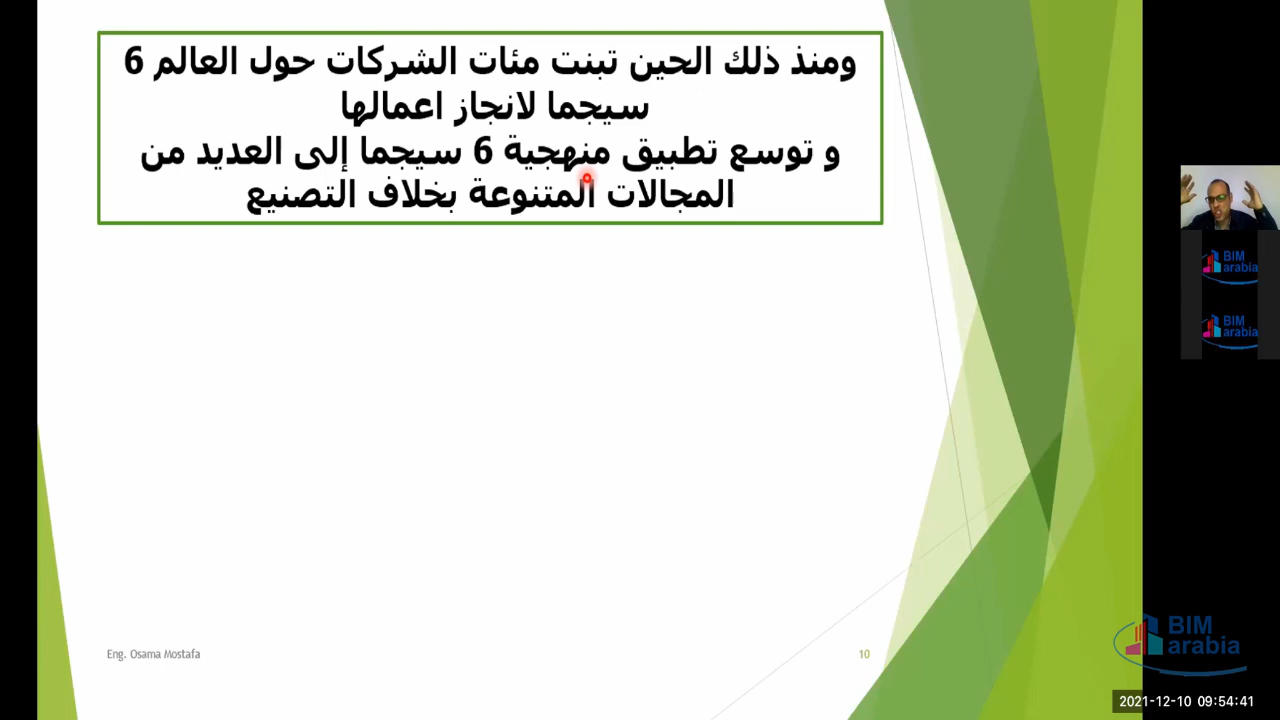 ومنذ ذلك الحين تبنت مئات الشركات حول العالم 6
سيجما لانجاز اعمالها
و توسع تطبيق منهجية 6 سيجما إلى العديد من
المجالات المتنوعة بخلاف التصنيع
BIM
arabia
BIM
arabia
BIM
arabia
Eng. Osama Mostafa
10
2021-12-10 09:54:41